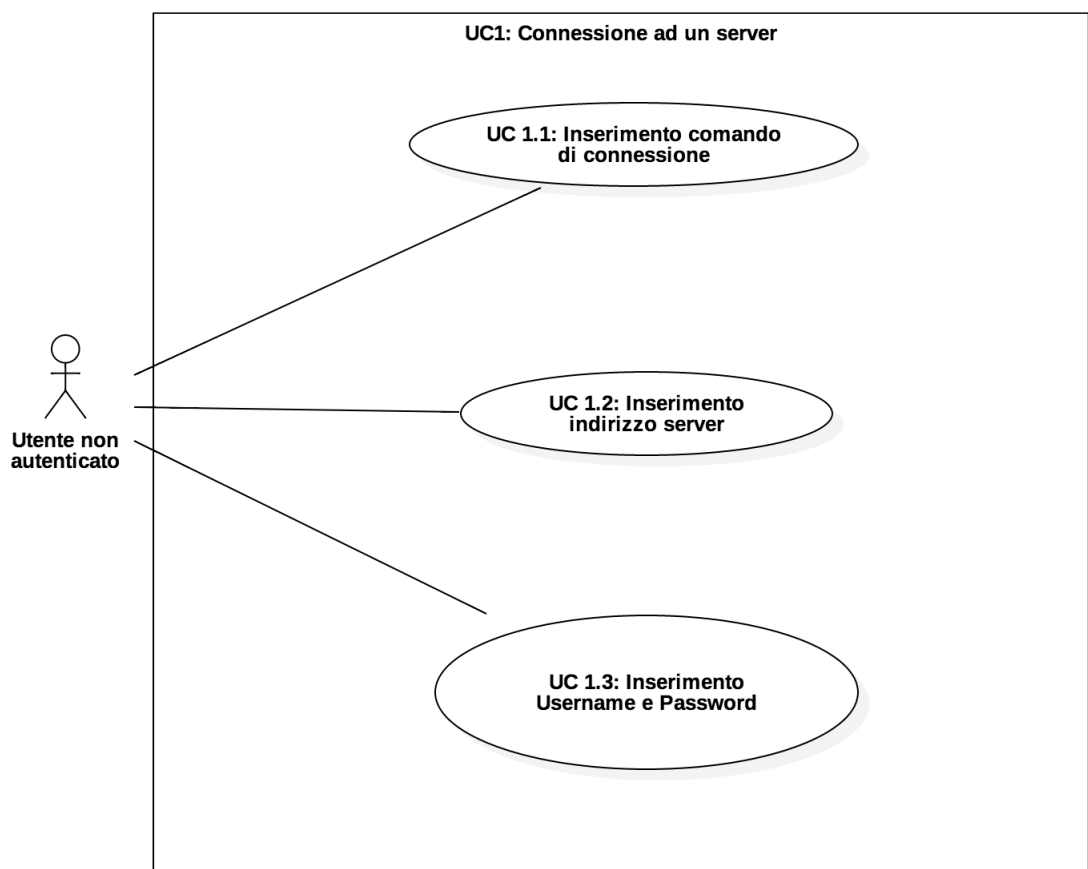 UC1: Connessione ad un server
UC 1.1: Inserimento comando
di connessione
UC 1.2: Inserimento
indirizzo server
Utente non
autenticato
UC 1.3: Inserimento
Username e Password